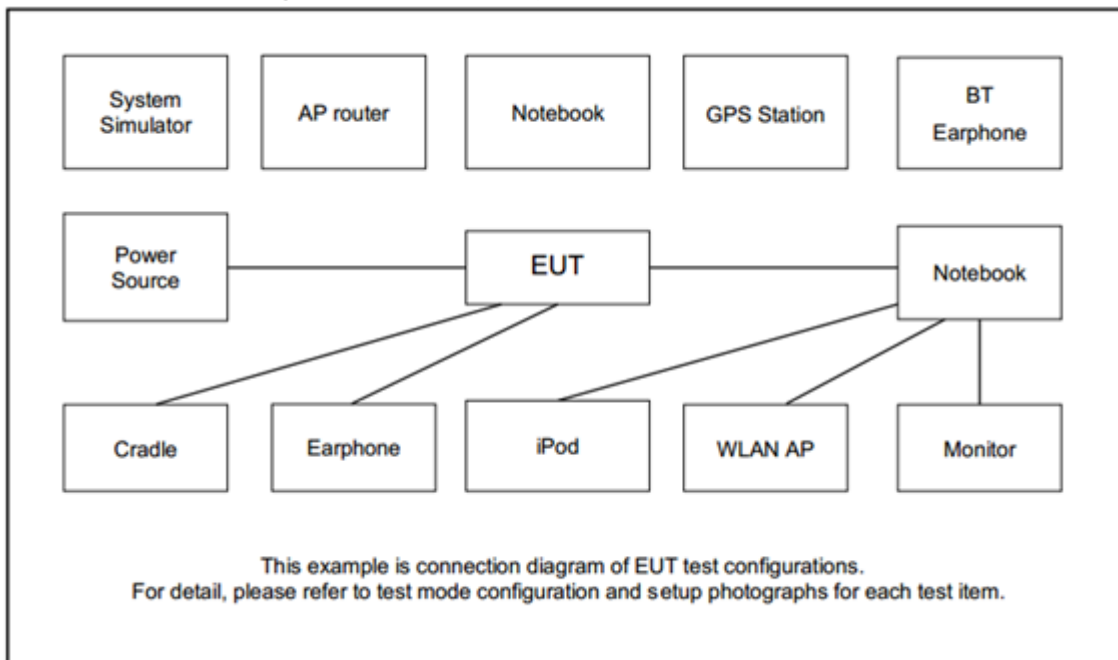 System
Simulator
AP router
Notebook
GPS Station
BT
Earphone
Power
Source
EUT
Notebook
Cradle
Earphone
iPod
WLAN AP
Monitor
This example is connection diagram of EUT test configurations.
For detail, please refer to test mode configuration and setup photographs for each test item.